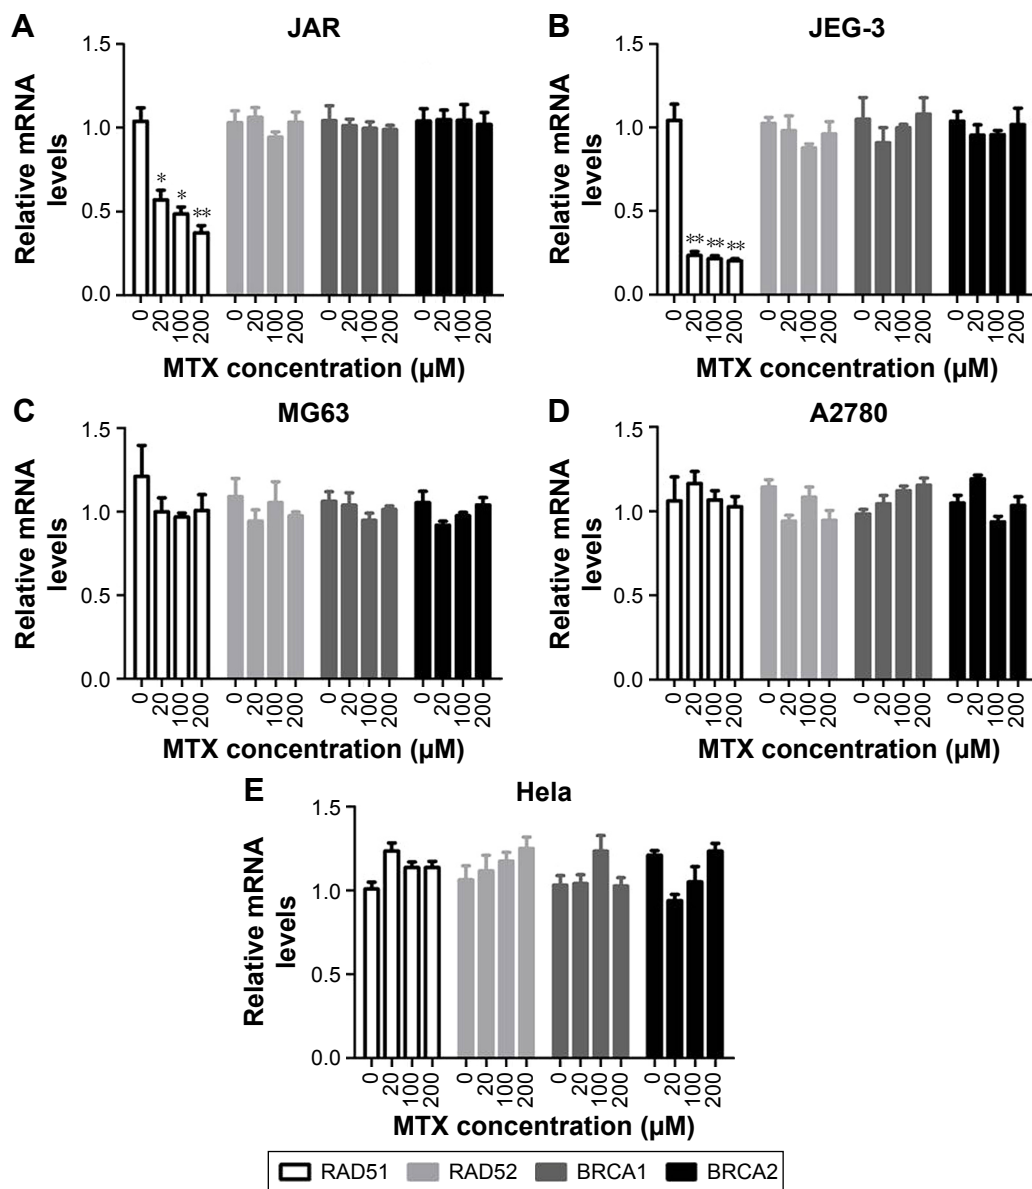 A
JAR
Relative mRNA
levels
1.5
1.0
0.5
0.0
* * **
0 20 100 200 0 20 100 200 0 20 100 200 0 20 100 200
MTX concentration (µM)
B
JEG-3
Relative mRNA
levels
1.5
1.0
0.5
0.0
** ** **
0 20 100 200 0 20 100 200 0 20 100 200 0 20 100 200
MTX concentration (µM)
C
MG63
Relative mRNA
levels
1.5
1.0
0.5
0.0
0 20 100 200 0 20 100 200 0 20 100 200 0 20 100 200
MTX concentration (µM)
D
A2780
Relative mRNA
levels
1.5
1.0
0.5
0.0
0 20 100 200 0 20 100 200 0 20 100 200 0 20 100 200
MTX concentration (µM)
E
Hela
Relative mRNA
levels
1.5
1.0
0.5
0.0
0 20 100 200 0 20 100 200 0 20 100 200 0 20 100 200
MTX concentration (µM)
RAD51 RAD52 BRCA1 BRCA2